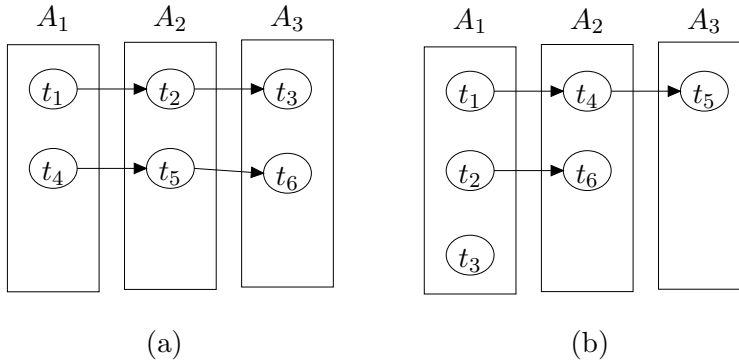 A₁ A₂ A₃
t₁ t₂ t₃
t₄ t₅ t₆
(a)
A₁ A₂ A₃
t₁ t₄ t₅
t₂ t₆
t₃
(b)